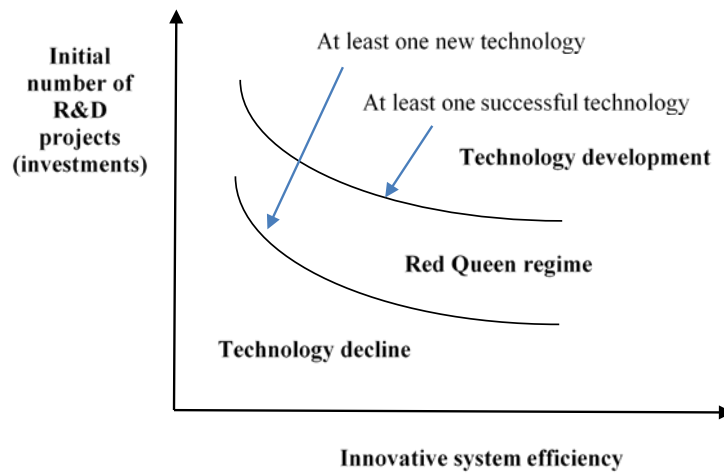 At least one new technology
Initial
number of
R&D
projects
(investments)
At least one successful technology
Technology development
Red Queen regime
Technology decline
Innovative system efficiency